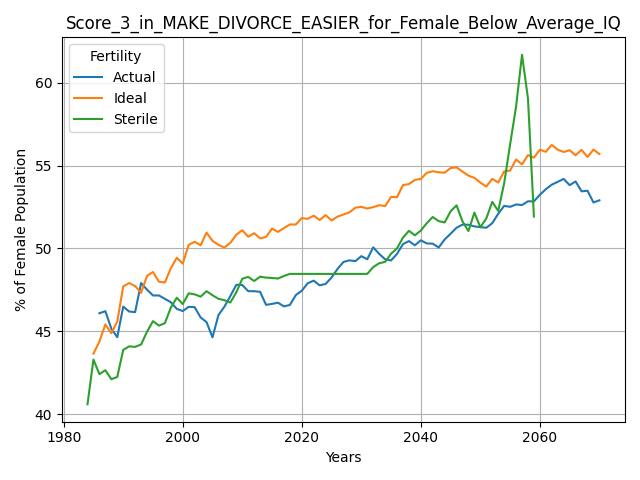 Score_3_in_MAKE_DIVORCE_EASIER_for_Female_Below_Average_IQ
Fertility
Actual
Ideal
Sterile
% of Female Population
60
55
50
45
40
1980
2000
2020
2040
2060
Years